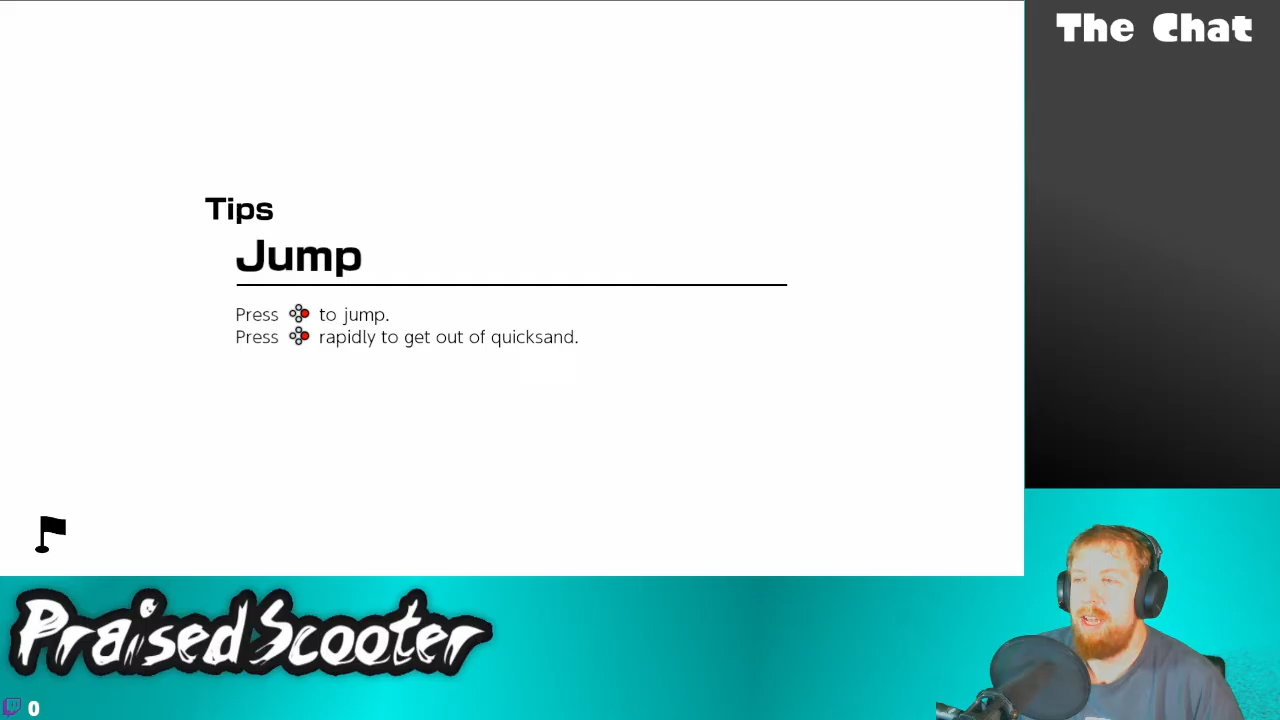 The Chat
Tips
Jump
Press to jump.
Press rapidly to get out of quicksand.
PraisedScooter
0